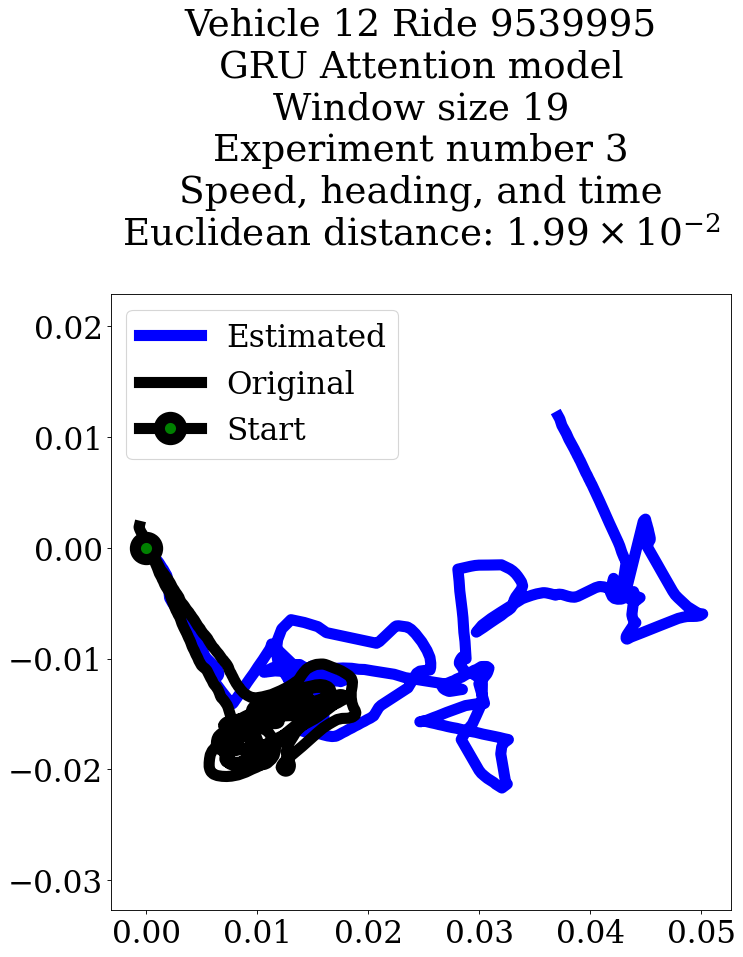 Vehicle 12 Ride 9539995
GRU Attention model
Window size 19
Experiment number 3
Speed, heading, and time
Euclidean distance: 1.99 × 10⁻²
Estimated
Original
Start
0.02
0.01
0.00
−0.01
−0.02
−0.03
0.00 0.01 0.02 0.03 0.04 0.05